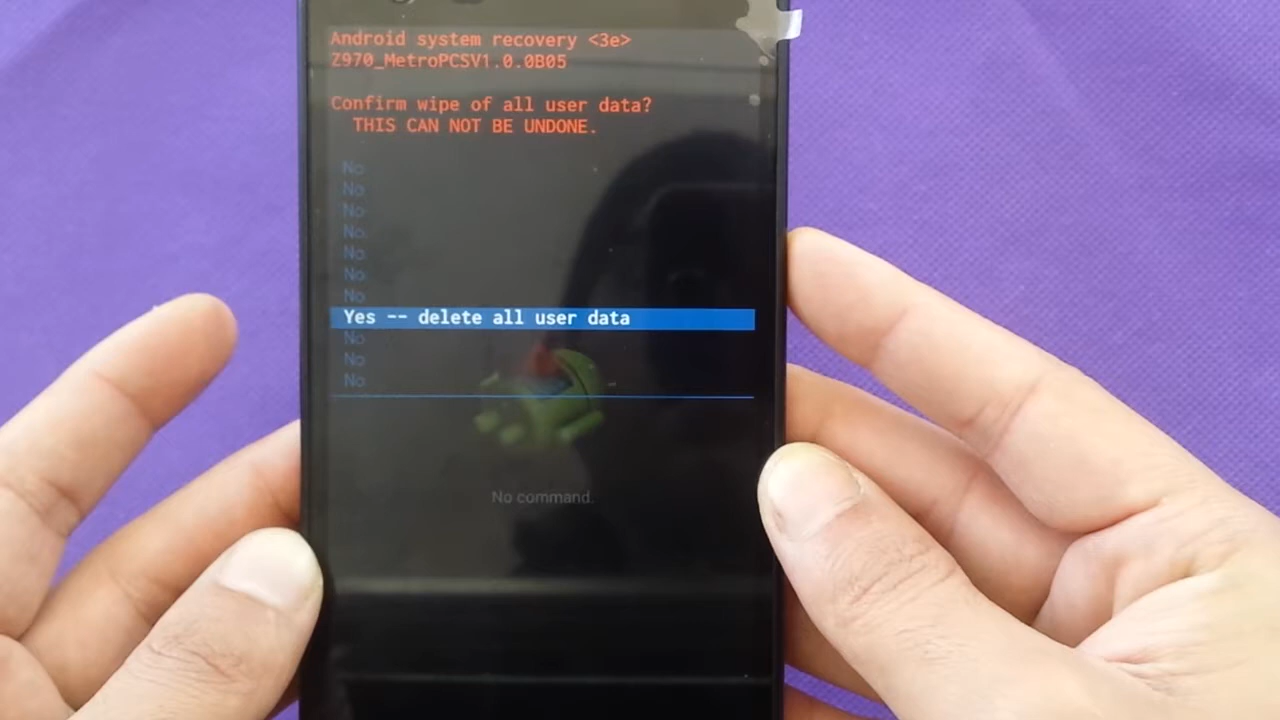 Android system recovery <3e>
Z970_MetroPCSV1.0.0B05
Confirm wipe of all user data?
THIS CAN NOT BE UNDONE.
No
No
No
No
No
No
No
Yes -- delete all user data
No
No
No
No command.